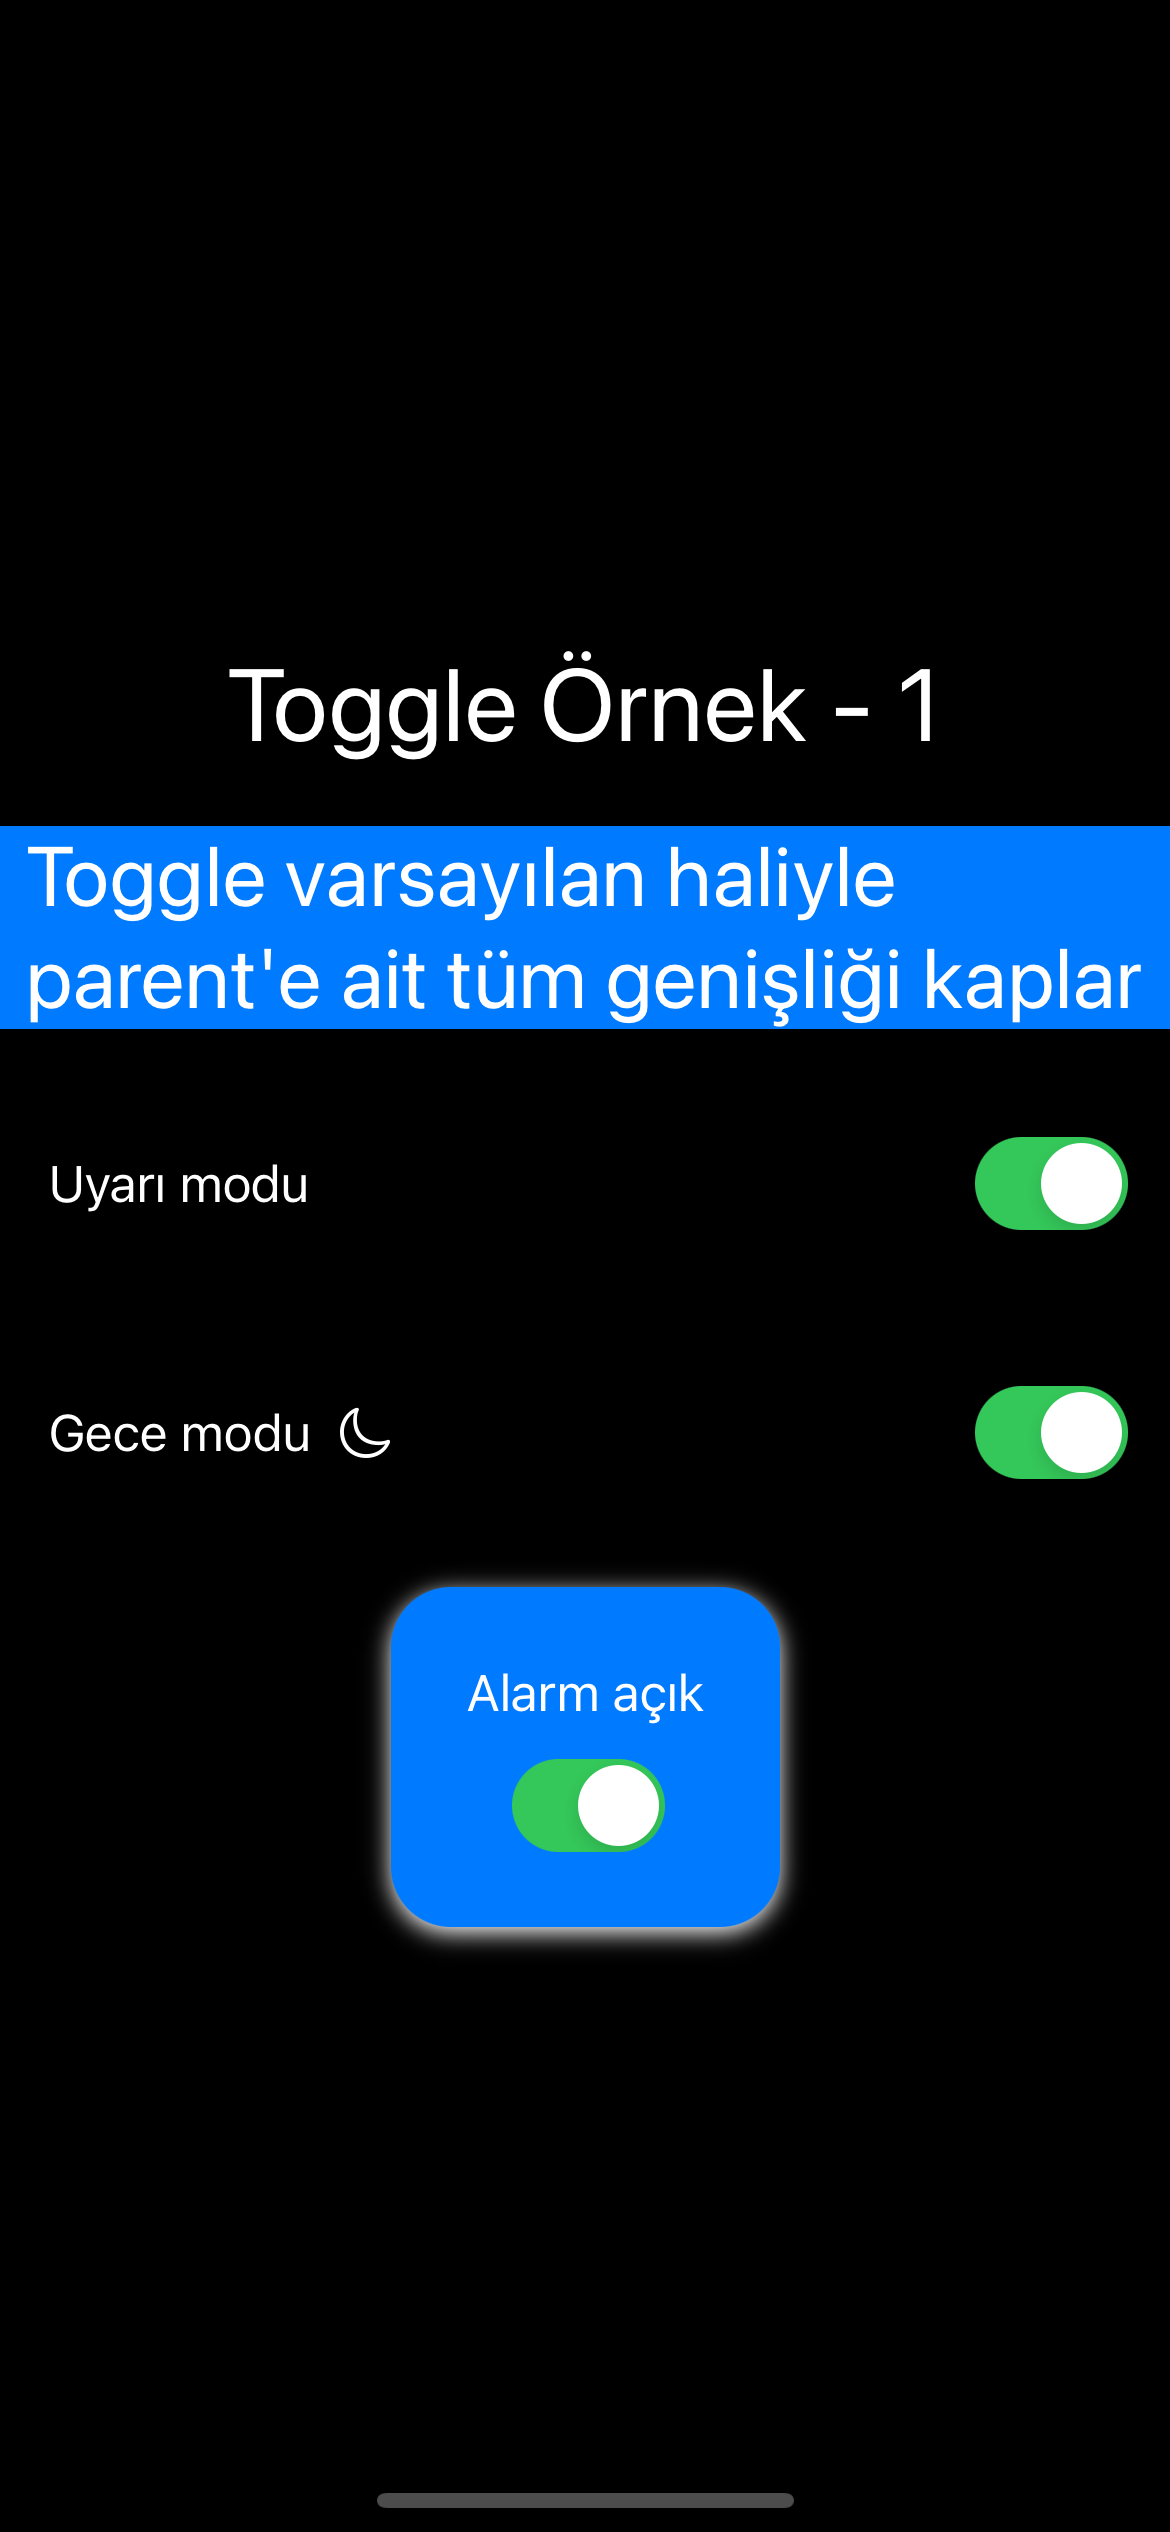 Toggle Örnek - 1
Toggle varsayılan haliyle
parent'e ait tüm genişliği kaplar
Uyarı modu
Gece modu
Alarm açık